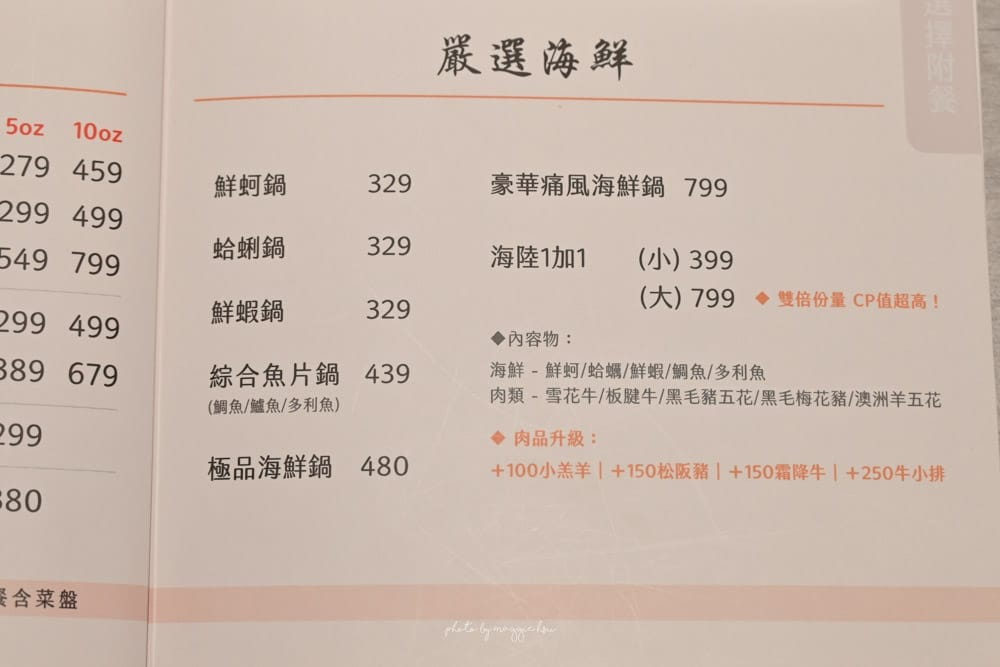 5oz 10oz
279 459
299 499
549 799
299 499
389 679
299
380
餐含菜盤
嚴選海鮮
選擇附餐
鮮蚵鍋 329
蛤蜊鍋 329
鮮蝦鍋 329
綜合魚片鍋 439
(鯛魚/鱸魚/多利魚)
極品海鮮鍋 480
豪華痛風海鮮鍋 799
海陸1加1 (小) 399
(大) 799 ◆ 雙倍份量 CP值超高！
◆內容物：
海鮮 - 鮮蚵/蛤蠣/鮮蝦/鯛魚/多利魚
肉類 - 雪花牛/板腱牛/黑毛豬五花/黑毛梅花豬/澳洲羊五花
◆ 肉品升級：
+100小羔羊｜+150松阪豬｜+150霜降牛｜+250牛小排
photo by maggie hsu